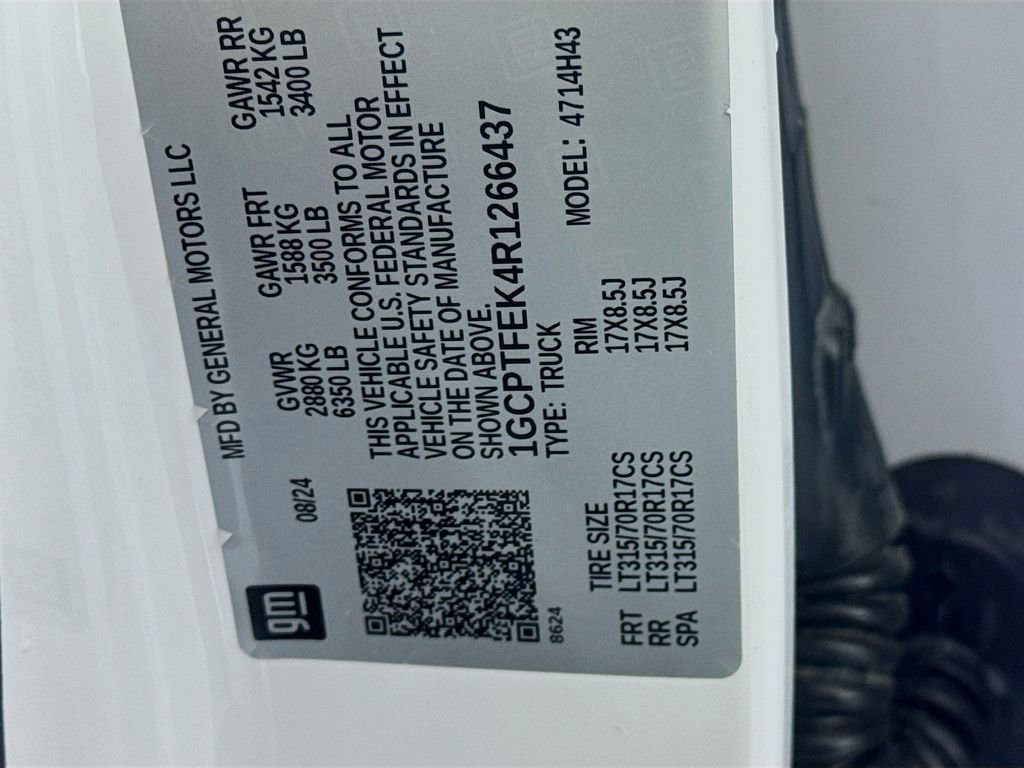 gm
MFD BY GENERAL MOTORS LLC
08/24
GVWR GAWR FRT GAWR RR
2880 KG 1588 KG 1542 KG
6350 LB 3500 LB 3400 LB
THIS VEHICLE CONFORMS TO ALL
APPLICABLE U.S. FEDERAL MOTOR
VEHICLE SAFETY STANDARDS IN EFFECT
ON THE DATE OF MANUFACTURE
SHOWN ABOVE.
1GCPTFEK4R1266437
TYPE: TRUCK MODEL: 4714H43
8624
TIRE SIZE RIM
FRT LT315/70R17CS 17X8.5J
RR LT315/70R17CS 17X8.5J
SPA LT315/70R17CS 17X8.5J